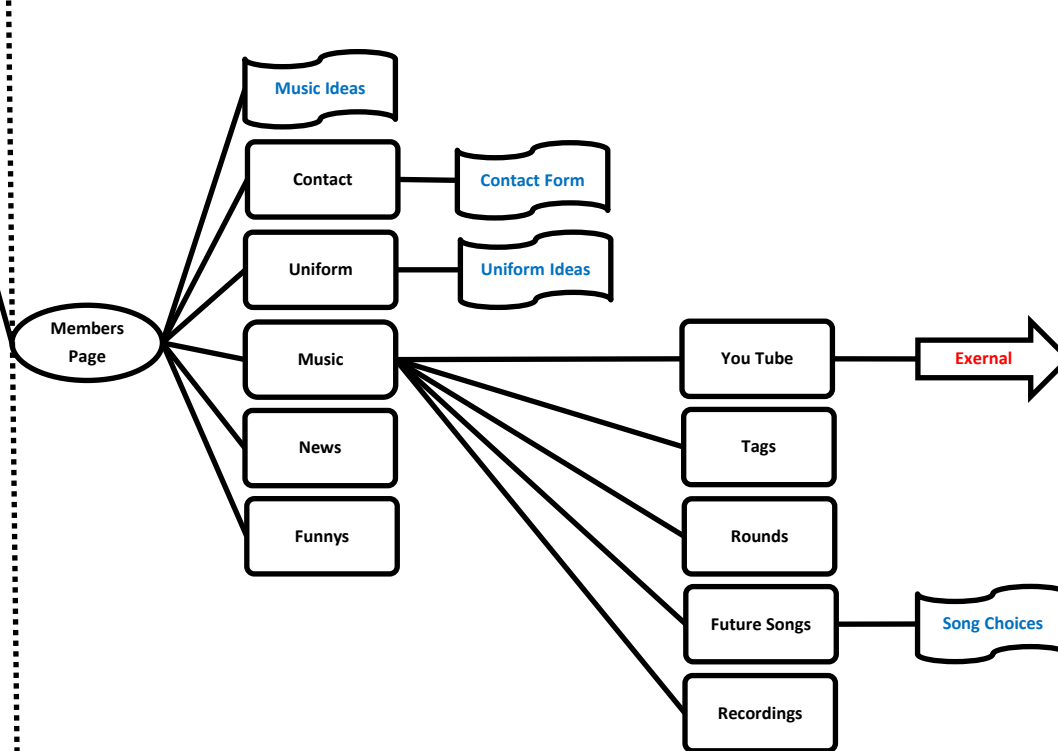 Music Ideas
Contact
Contact Form
Uniform
Uniform Ideas
Members
Page
Music
You Tube
Exernal
News
Tags
Funnys
Rounds
Future Songs
Song Choices
Recordings